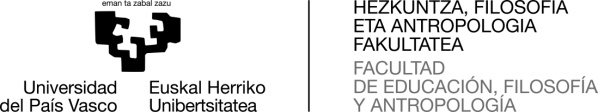 eman ta zabal zazu
Universidad
del País Vasco
Euskal Herriko
Unibertsitatea
HEZKUNTZA, FILOSOFIA
ETA ANTROPOLOGIA
FAKULTATEA
FACULTAD
DE EDUCACIÓN, FILOSOFÍA
Y ANTROPOLOGÍA